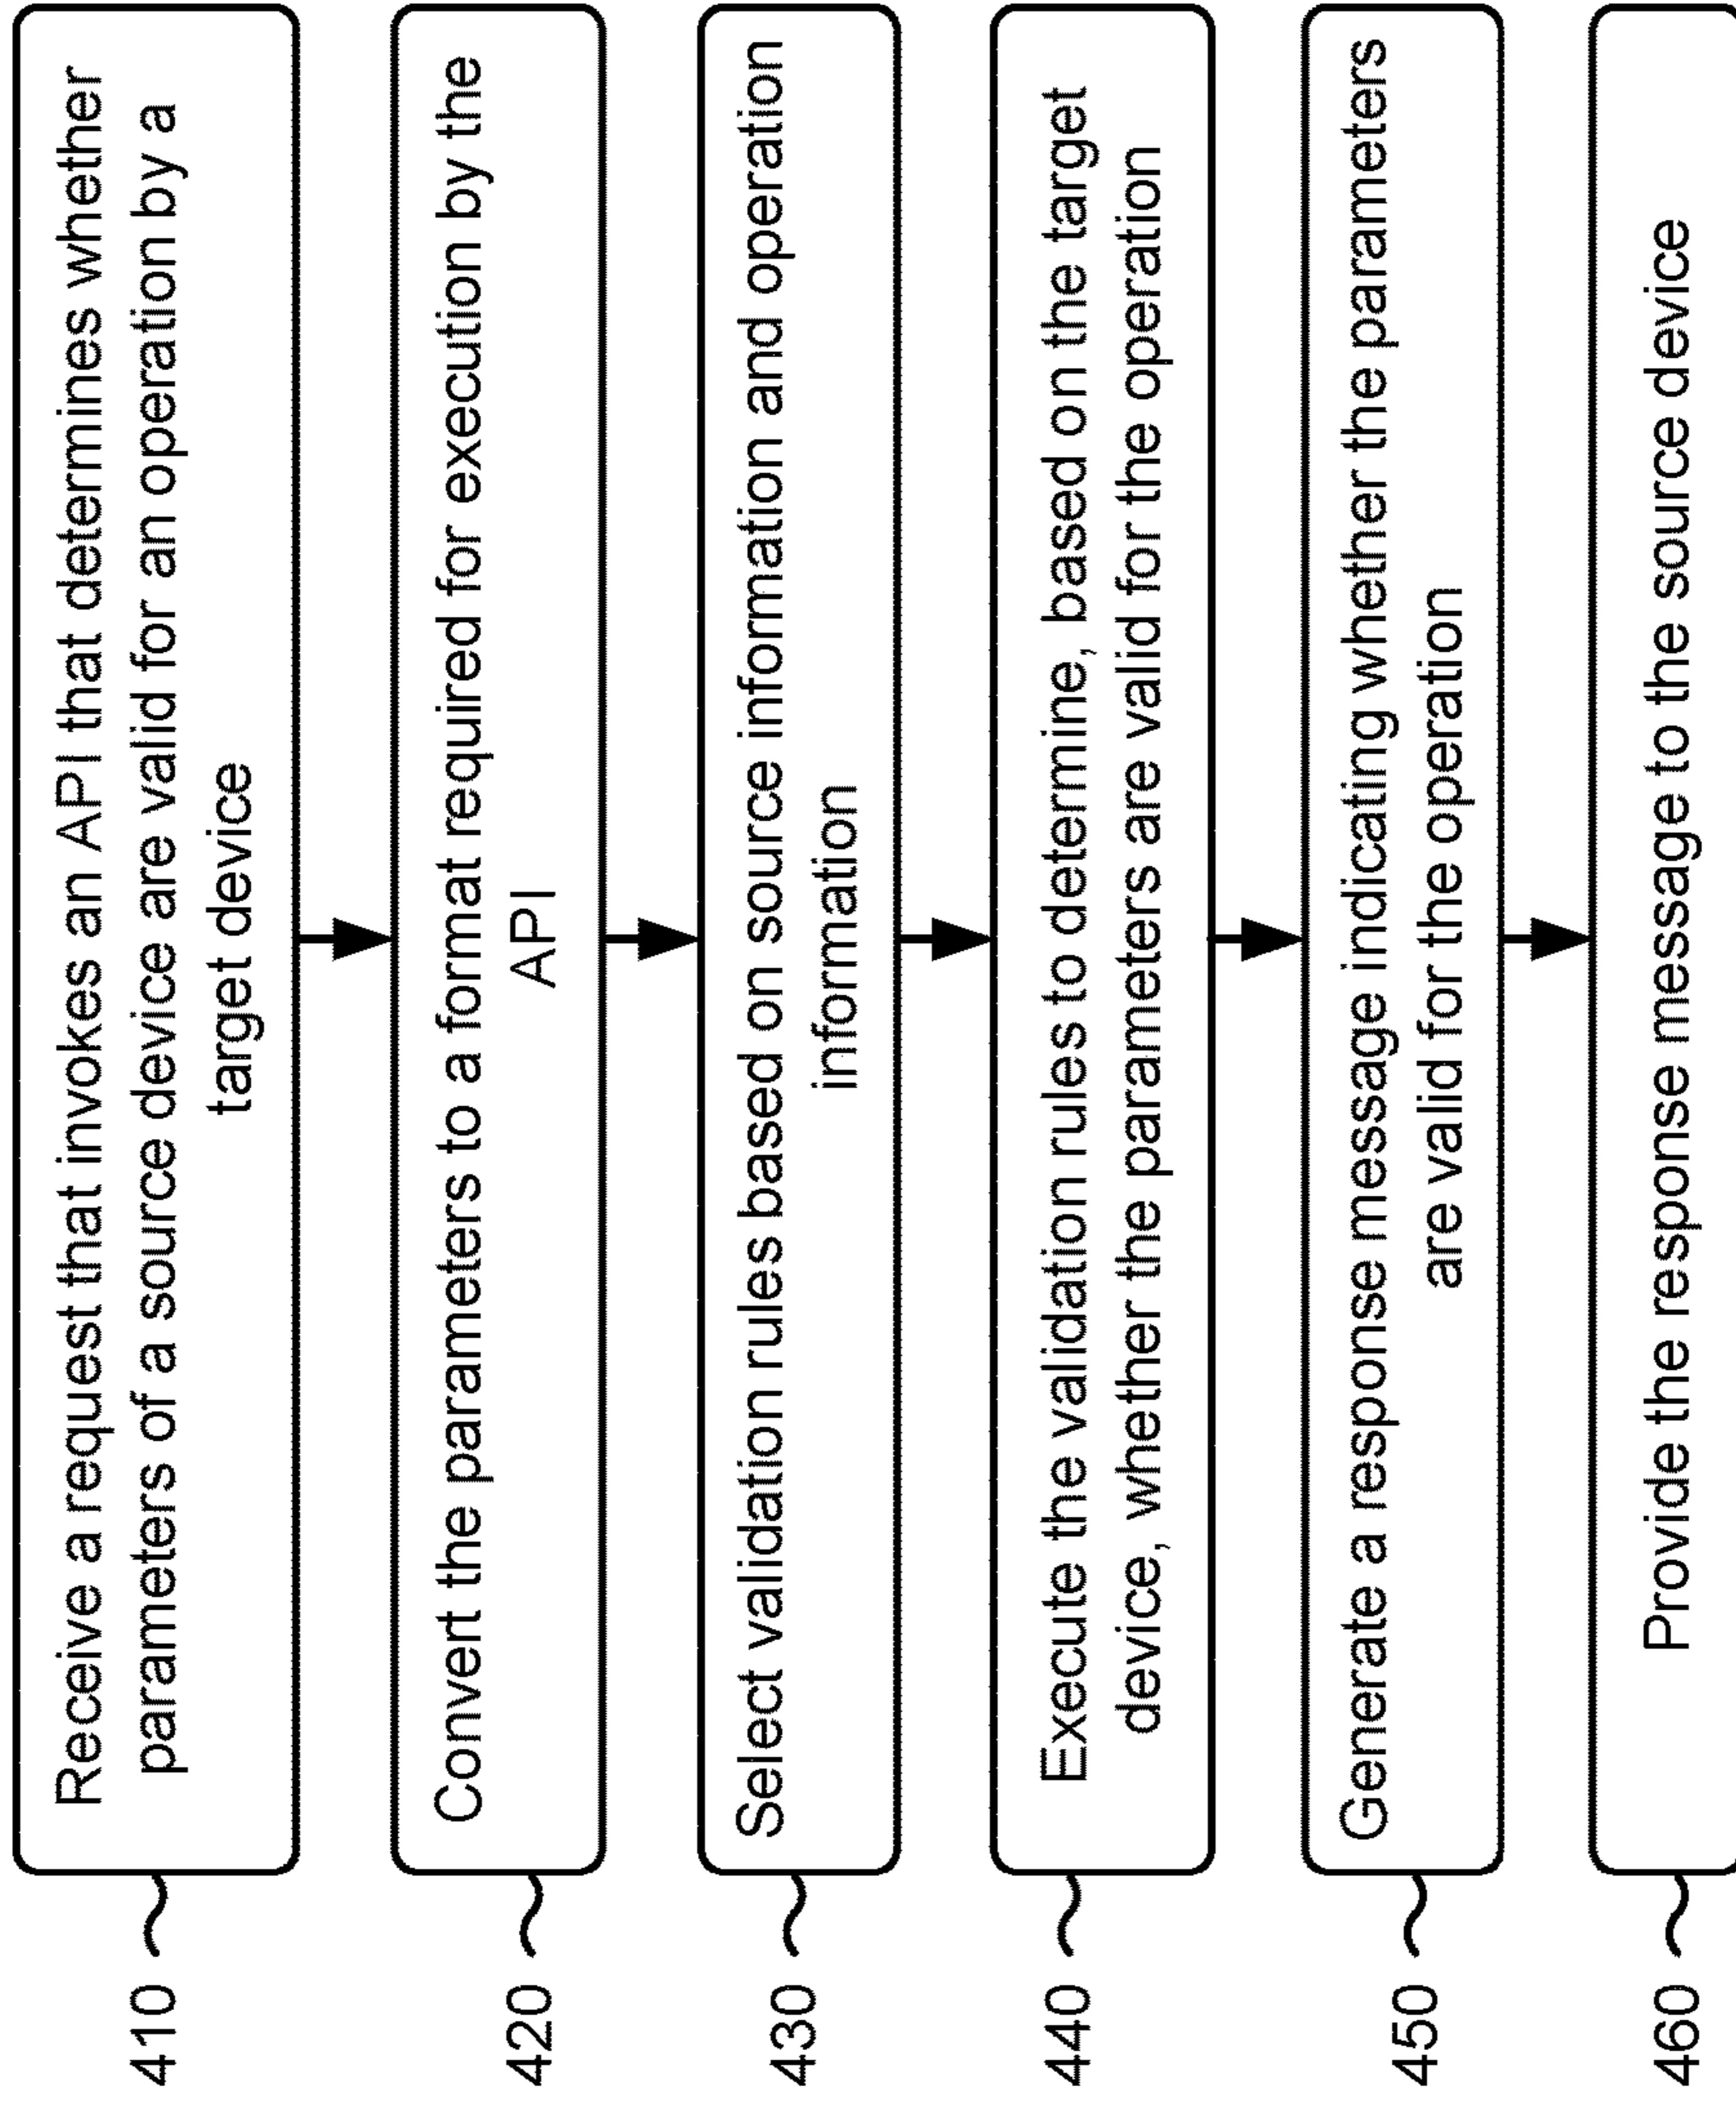 410
Receive a request that invokes an API that determines whether
parameters of a source device are valid for an operation by a
target device
420
Convert the parameters to a format required for execution by the
API
430
Select validation rules based on source information and operation
information
440
Execute the validation rules to determine, based on the target
device, whether the parameters are valid for the operation
450
Generate a response message indicating whether the parameters
are valid for the operation
460
Provide the response message to the source device